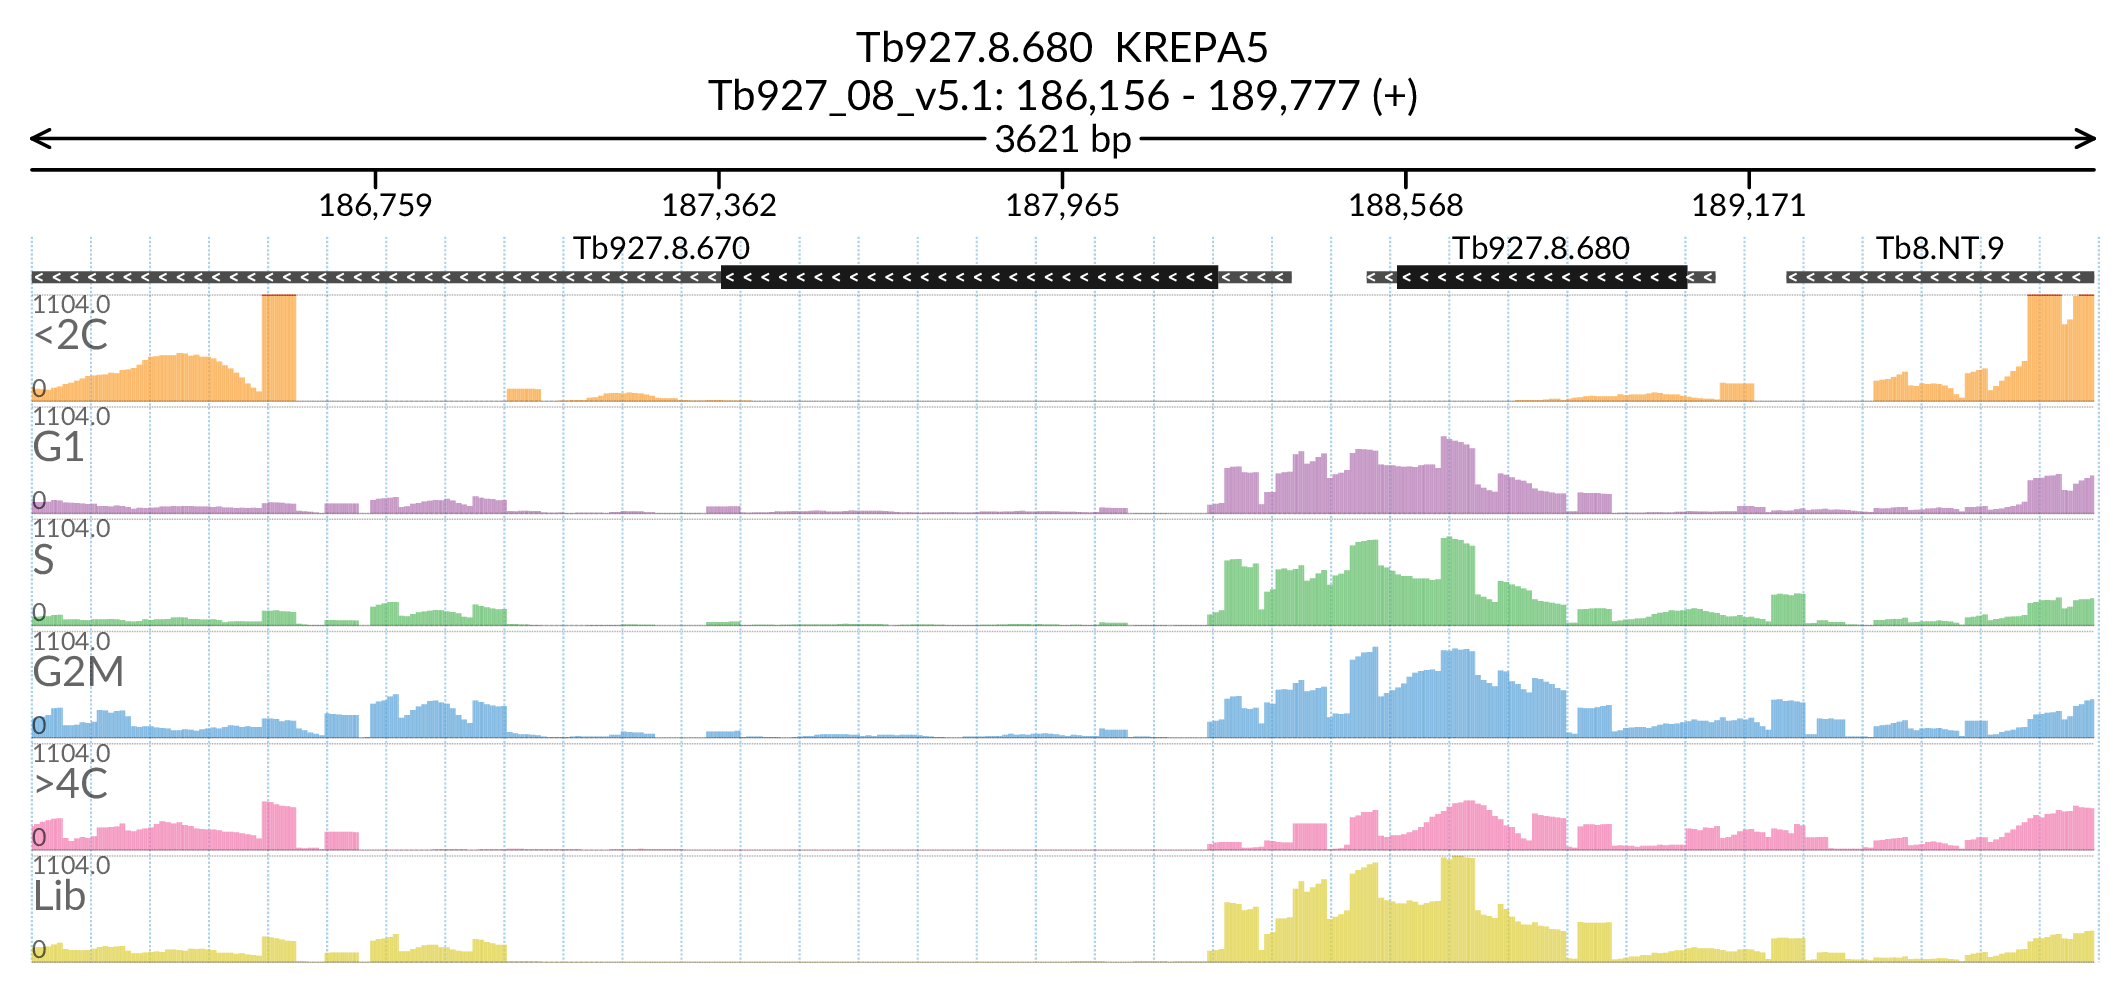 Tb927.8.680 KREPA5
Tb927_08_v5.1: 186,156 - 189,777 (+)
3621 bp
186,759 187,362 187,965 188,568 189,171
Tb927.8.670 Tb927.8.680 Tb8.NT.9
1104.0
<2C
0
1104.0
G1
0
1104.0
S
0
1104.0
G2M
0
1104.0
>4C
0
1104.0
Lib
0